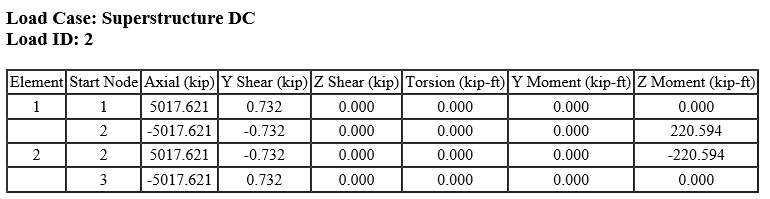 Load Case: Superstructure DC
Load ID: 2
Element Start Node Axial (kip) Y Shear (kip) Z Shear (kip) Torsion (kip-ft) Y Moment (kip-ft) Z Moment (kip-ft)
1 1 5017.621 0.732 0.000 0.000 0.000 0.000
2 -5017.621 -0.732 0.000 0.000 0.000 220.594
2 2 5017.621 -0.732 0.000 0.000 0.000 -220.594
3 -5017.621 0.732 0.000 0.000 0.000 0.000